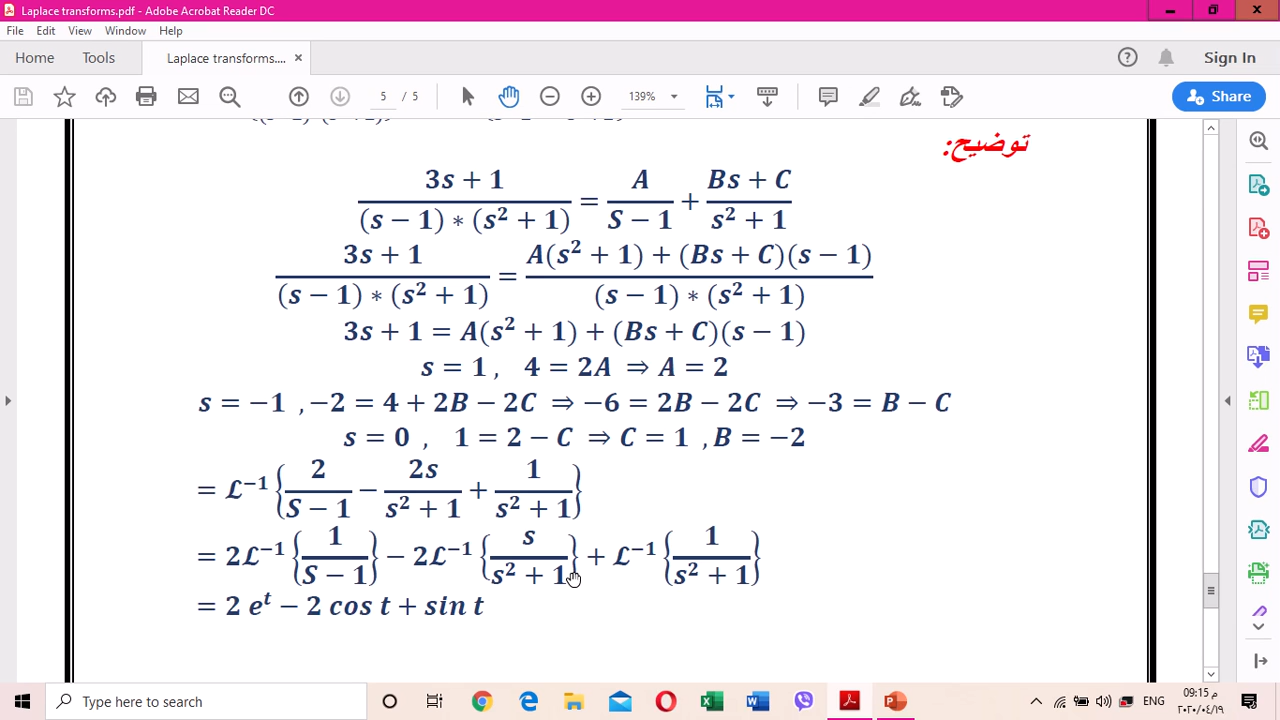 Laplace transforms.pdf - Adobe Acrobat Reader DC
File Edit View Window Help
Home Tools Laplace transforms.... × Sign In
5 / 5 139% Share
توضيح:
3s + 1 / (s − 1) ∗ (s² + 1) = A / S − 1 + Bs + C / s² + 1
3s + 1 / (s − 1) ∗ (s² + 1) = A(s² + 1) + (Bs + C)(s − 1) / (s − 1) ∗ (s² + 1)
3s + 1 = A(s² + 1) + (Bs + C)(s − 1)
s = 1 , 4 = 2A ⇒ A = 2
s = −1 , −2 = 4 + 2B − 2C ⇒ −6 = 2B − 2C ⇒ −3 = B − C
s = 0 , 1 = 2 − C ⇒ C = 1 , B = −2
= ℒ⁻¹ {2 / S − 1 − 2s / s² + 1 + 1 / s² + 1}
= 2ℒ⁻¹ {1 / S − 1} − 2ℒ⁻¹ {s / s² + 1} + ℒ⁻¹ {1 / s² + 1}
= 2 eᵗ − 2 cos t + sin t
Type here to search ENG م 09:15
٢٠٢٠/٠٤/١٩